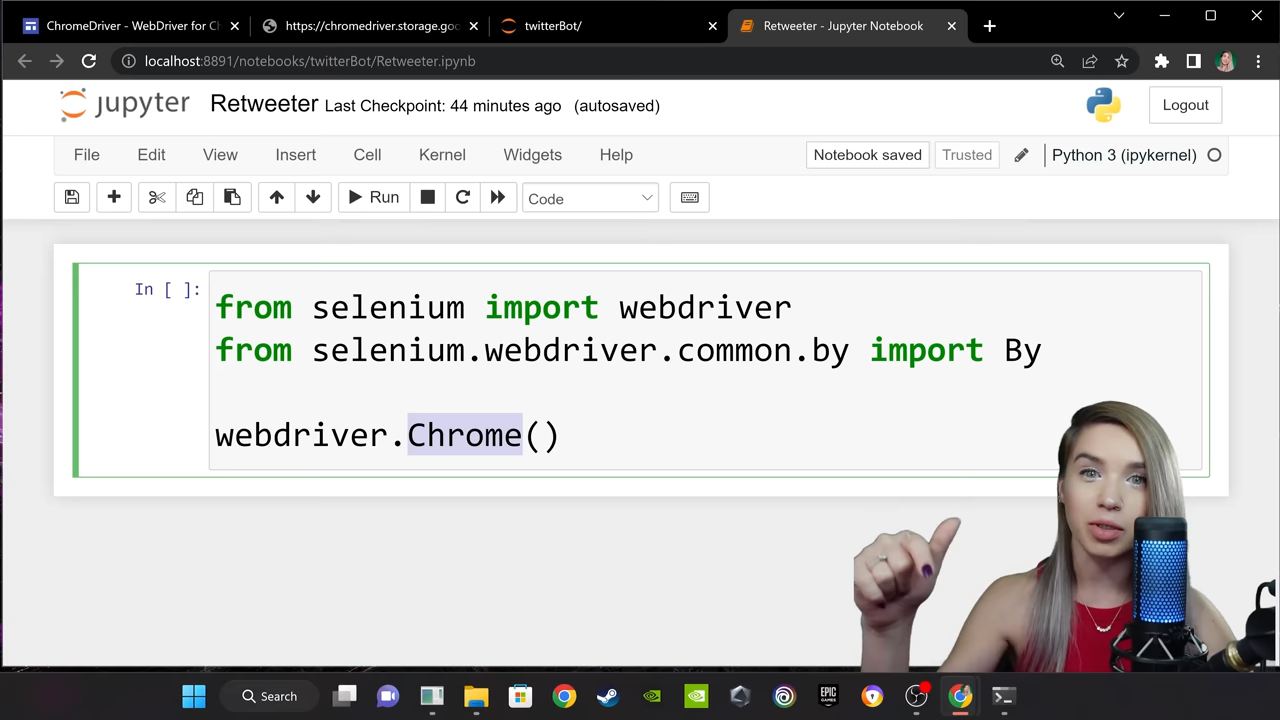 ChromeDriver - WebDriver for Ch
https://chromedriver.storage.goo
twitterBot/
Retweeter - Jupyter Notebook
localhost:8891/notebooks/twitterBot/Retweeter.ipynb
jupyter Retweeter Last Checkpoint: 44 minutes ago (autosaved)
Logout
File Edit View Insert Cell Kernel Widgets Help
Notebook saved Trusted Python 3 (ipykernel)
Run Code
In [ ]:
from selenium import webdriver
from selenium.webdriver.common.by import By
webdriver.Chrome()
Search
EPIC GAMES